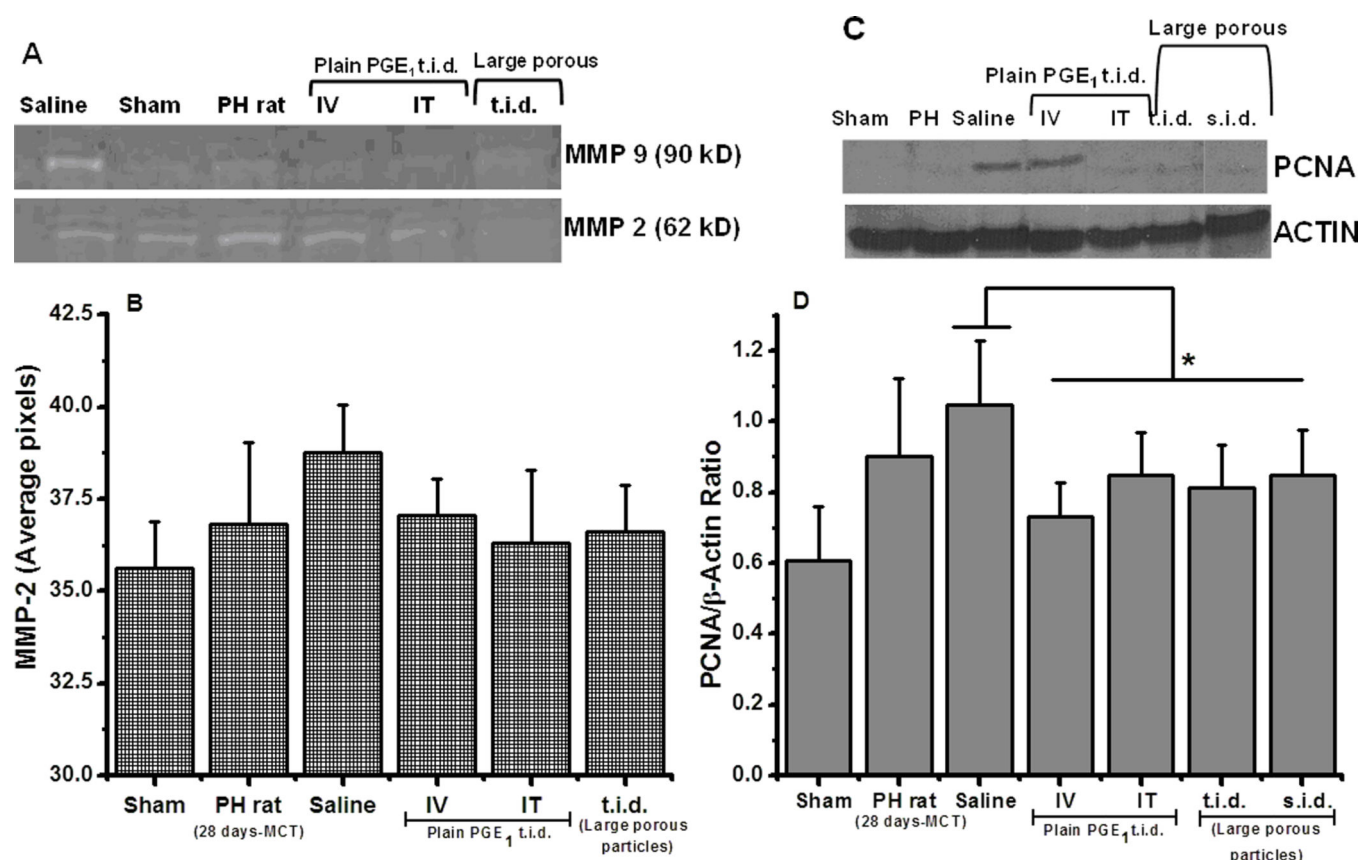 A
Plain PGE1 t.i.d.
Large porous
Saline Sham PH rat IV IT t.i.d.
MMP 9 (90 kD)
MMP 2 (62 kD)
C
Large porous
Plain PGE1 t.i.d.
Sham PH Saline IV IT t.i.d. s.i.d.
PCNA
ACTIN
B
MMP-2 (Average pixels)
42.5
40.0
37.5
35.0
32.5
30.0
Sham PH rat Saline IV IT t.i.d.
(28 days-MCT) Plain PGE1 t.i.d. (Large porous
particles)
D
*
PCNA/β-Actin Ratio
1.2
1.0
0.8
0.6
0.4
0.2
0.0
Sham PH rat Saline IV IT t.i.d. s.i.d.
(28 days-MCT) Plain PGE1 t.i.d. (Large porous
particles)